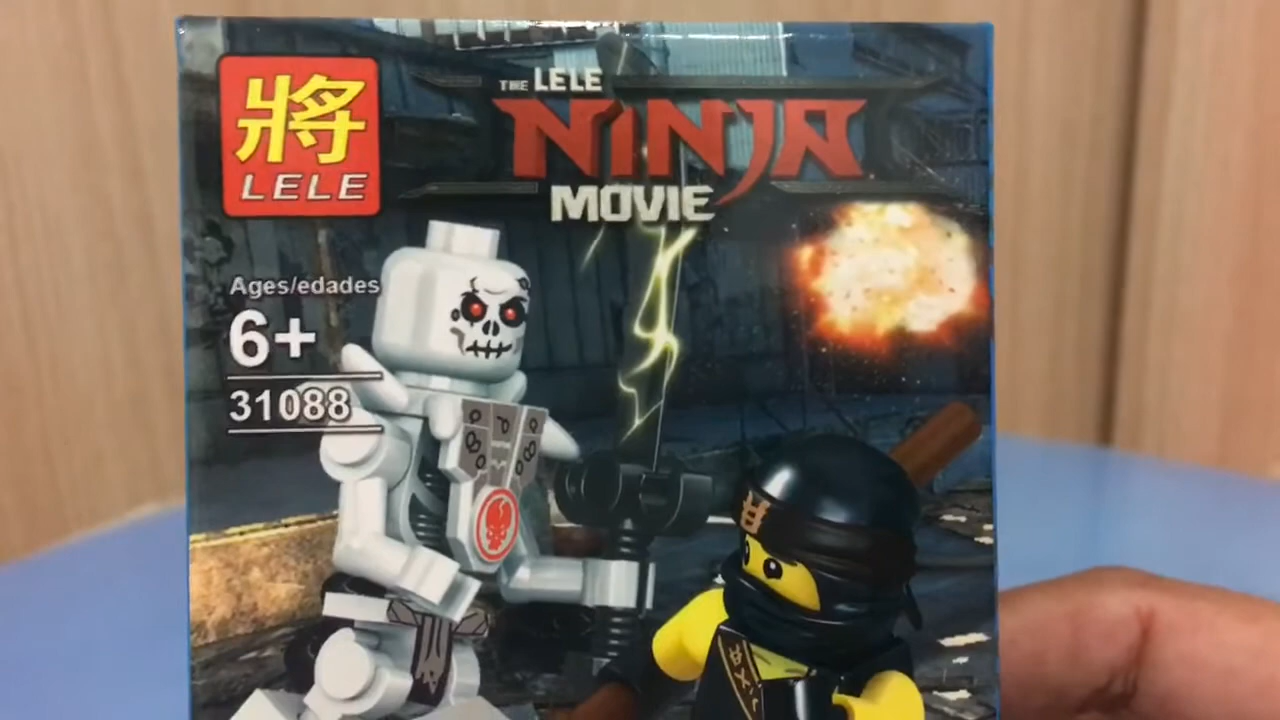 將
LELE
THE LELE
NINJA
MOVIE
Ages/edades
6+
31088